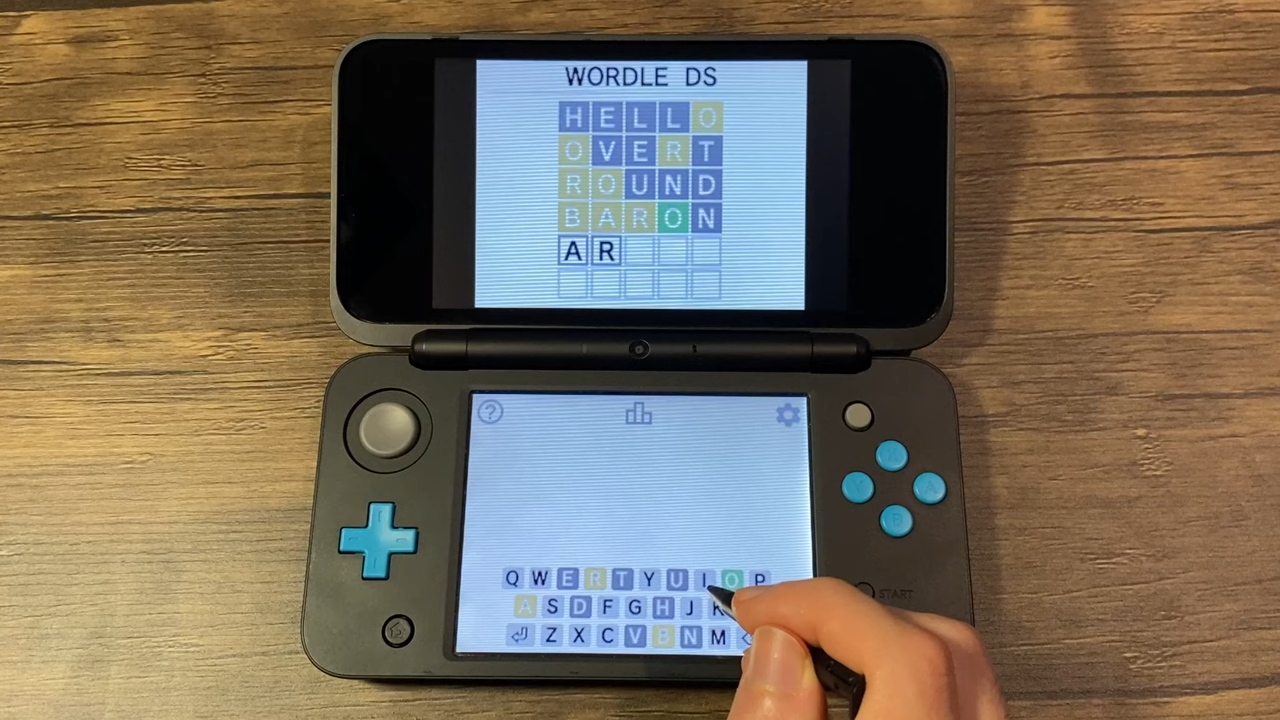 WORDLE DS
HELLO
OVERT
ROUND
BARON
AR
?
QWERTYUIOP
ASDFGHJK
ZXCVBNM
Y A
B
START